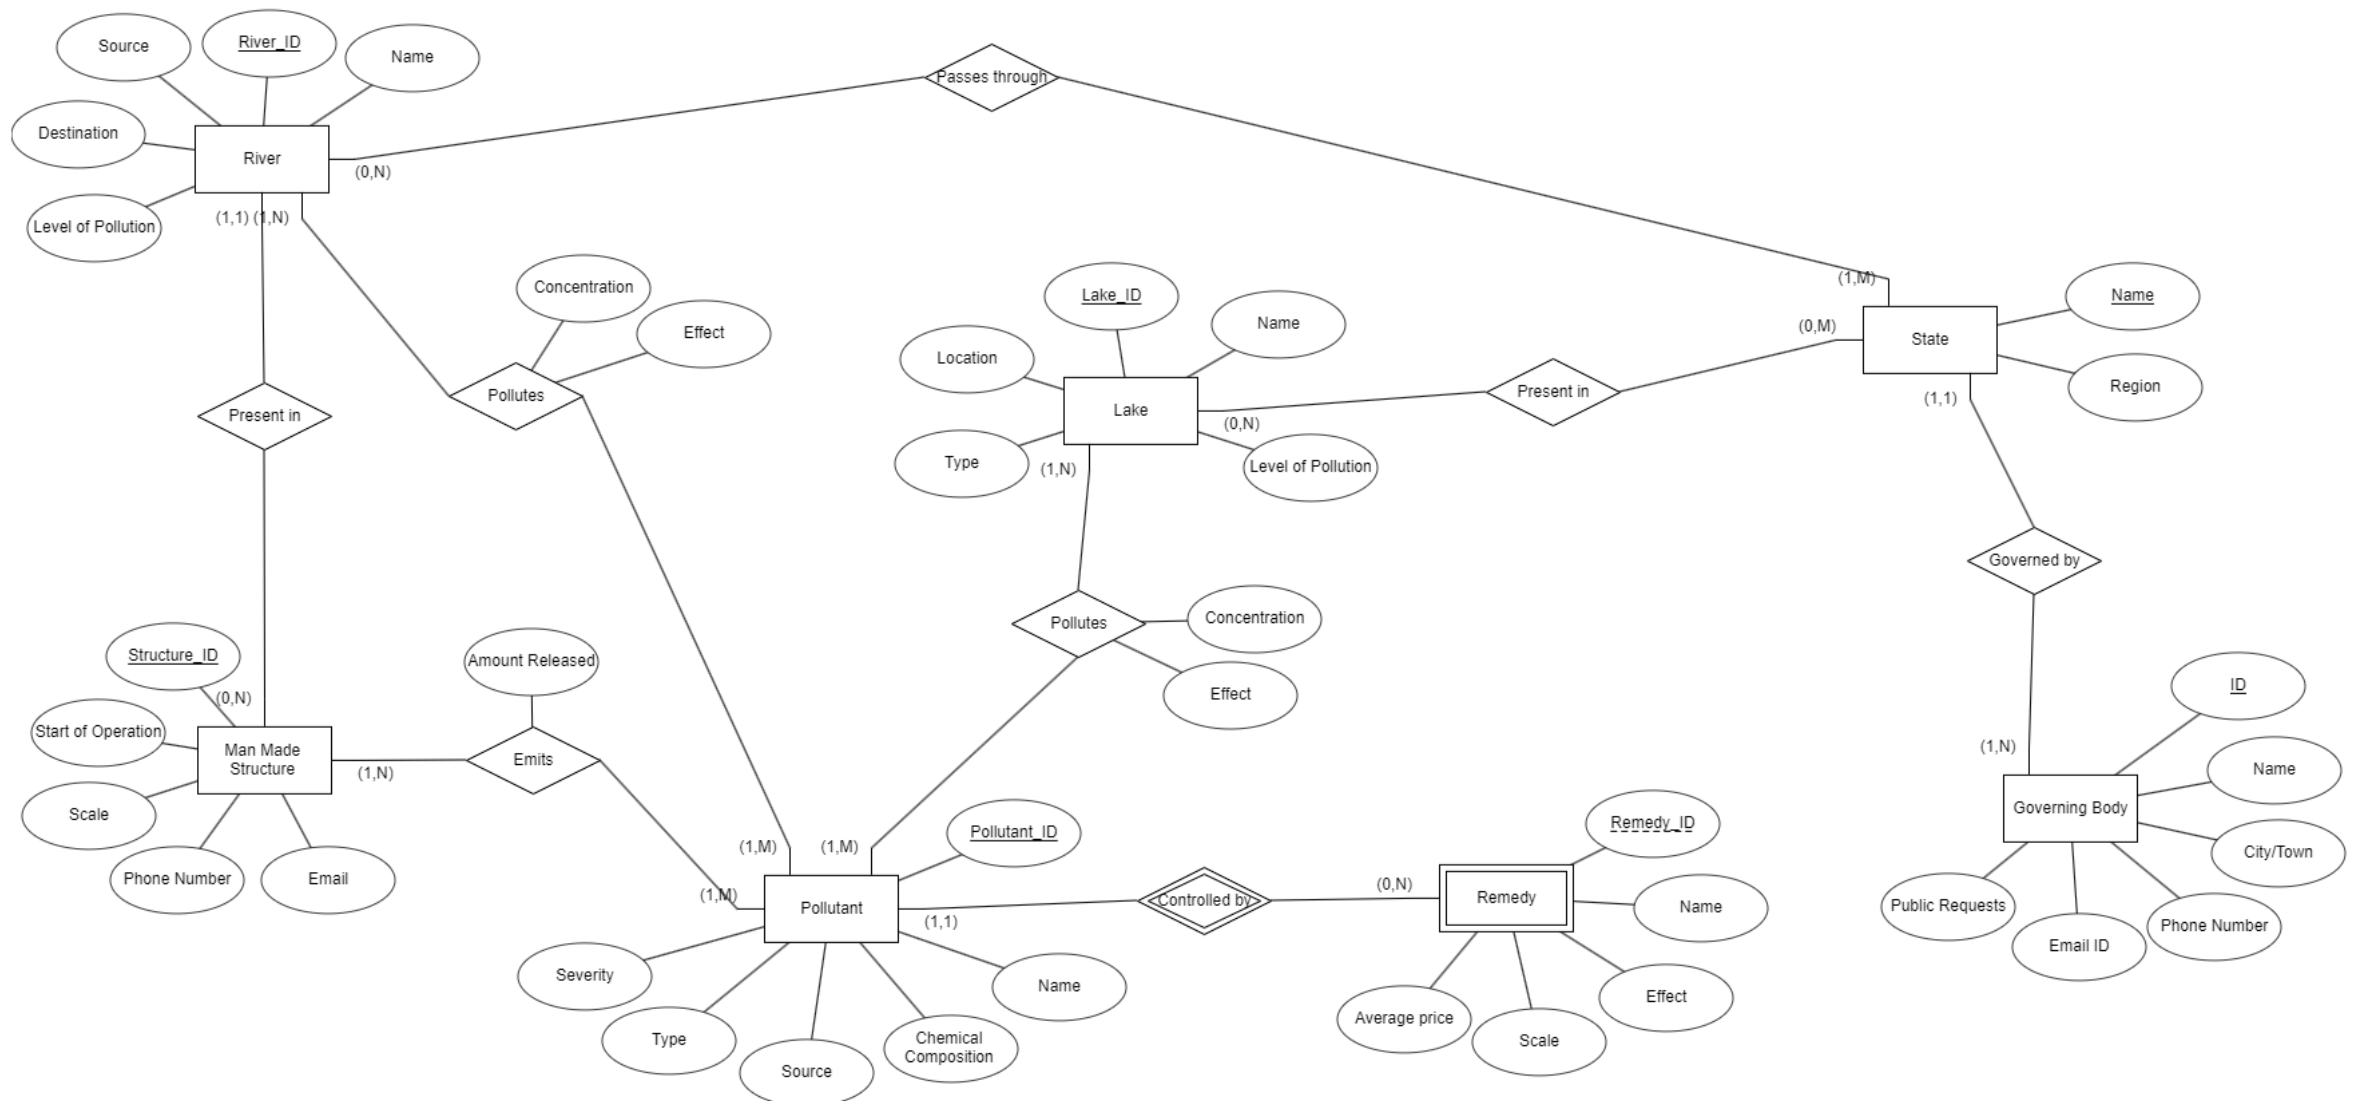 Source
River_ID
Name
Destination
River
Level of Pollution
(0,N)
(1,1)
(1,N)
Passes through
Concentration
Effect
Pollutes
Present in
Lake_ID
Name
Location
Lake
Type
Level of Pollution
(0,N)
(1,N)
Present in
(1,M)
(0,M)
State
Name
Region
(1,1)
Governed by
Pollutes
Concentration
Effect
Structure_ID
(0,N)
Start of Operation
Man Made
Structure
Scale
Phone Number
Email
(1,N)
Amount Released
Emits
(1,M)
(1,M)
(1,M)
Pollutant_ID
Pollutant
(1,1)
Severity
Type
Source
Chemical
Composition
Name
Controlled by
(0,N)
Remedy_ID
Remedy
Name
Effect
Scale
Average price
(1,N)
ID
Name
Governing Body
City/Town
Public Requests
Email ID
Phone Number